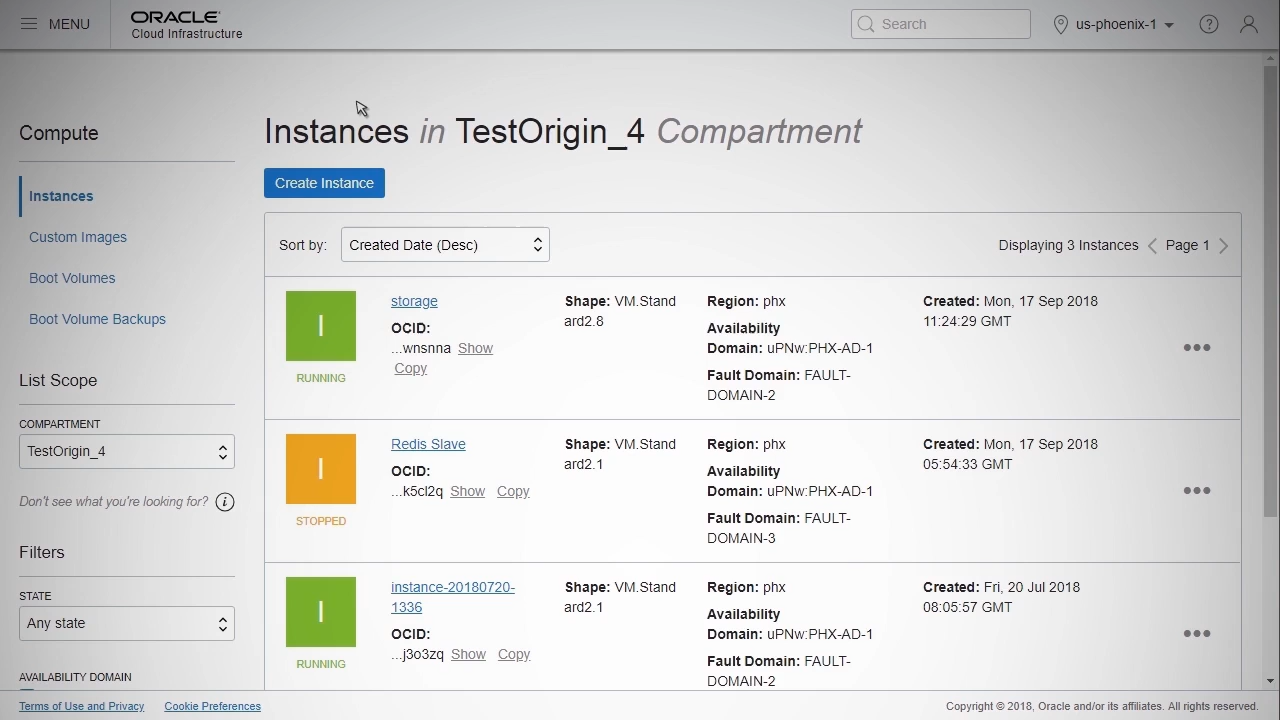 MENU
ORACLE
Cloud Infrastructure
Search
us-phoenix-1
Compute
Instances
Custom Images
Boot Volumes
Boot Volume Backups
List Scope
COMPARTMENT
TestOrigin_4
Don't see what you're looking for?
Filters
STATE
Any state
AVAILABILITY DOMAIN
Instances in TestOrigin_4 Compartment
Create Instance
Sort by: Created Date (Desc)
Displaying 3 Instances Page 1
I
RUNNING
storage
OCID:
...wnsnna Show
Copy
Shape: VM.Stand
ard2.8
Region: phx
Availability
Domain: uPNw:PHX-AD-1
Fault Domain: FAULT-
DOMAIN-2
Created: Mon, 17 Sep 2018
11:24:29 GMT
I
STOPPED
Redis Slave
OCID:
...k5cl2q Show Copy
Shape: VM.Stand
ard2.1
Region: phx
Availability
Domain: uPNw:PHX-AD-1
Fault Domain: FAULT-
DOMAIN-3
Created: Mon, 17 Sep 2018
05:54:33 GMT
I
RUNNING
instance-20180720-
1336
OCID:
...j3o3zq Show Copy
Shape: VM.Stand
ard2.1
Region: phx
Availability
Domain: uPNw:PHX-AD-1
Fault Domain: FAULT-
DOMAIN-2
Created: Fri, 20 Jul 2018
08:05:57 GMT
Terms of Use and Privacy Cookie Preferences
Copyright © 2018, Oracle and/or its affiliates. All rights reserved.